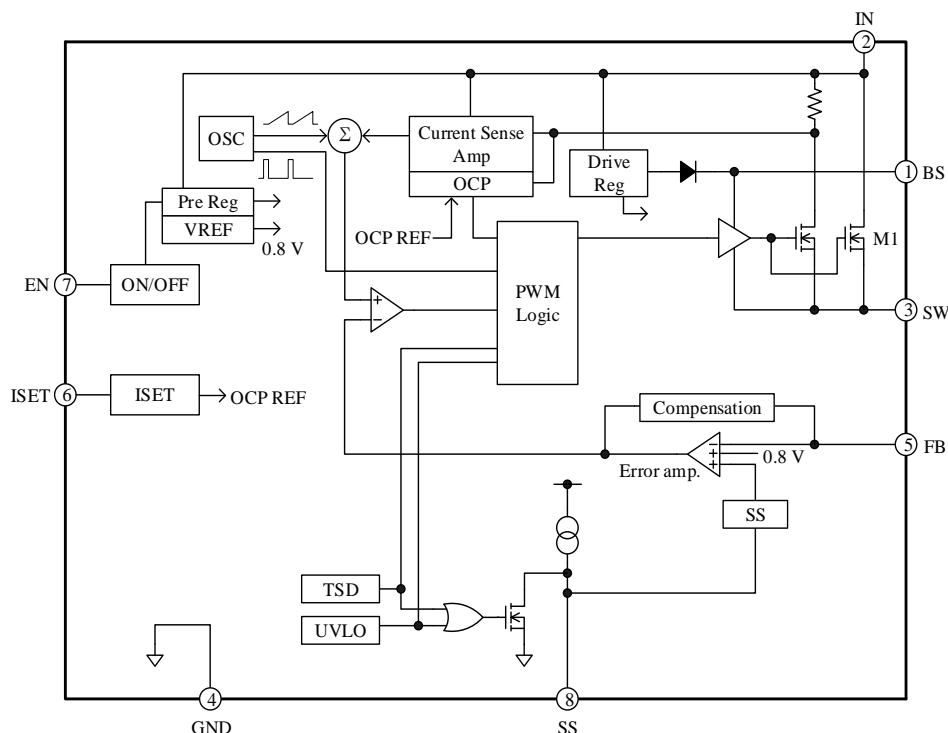 IN
2
OSC
Σ
Current Sense
Amp
OCP
Drive
Reg
1
BS
Pre Reg
VREF
0.8 V
OCP REF
M1
EN
7
ON/OFF
+
−
PWM
Logic
3
SW
ISET
6
ISET
OCP REF
Compensation
5
FB
−
+
+
0.8 V
Error amp.
SS
TSD
UVLO
4
GND
8
SS